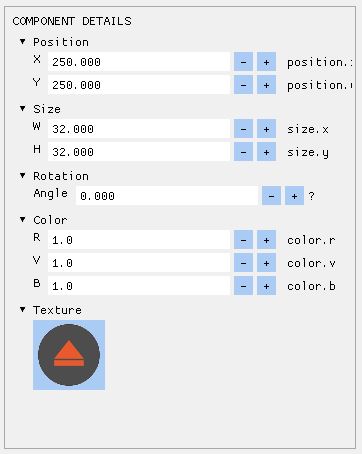 COMPONENT DETAILS
▼ Position
X 250.000 - + position.
Y 250.000 - + position.
▼ Size
W 32.000 - + size.x
H 32.000 - + size.y
▼ Rotation
Angle 0.000 - + ?
▼ Color
R 1.0 - + color.r
V 1.0 - + color.v
B 1.0 - + color.b
▼ Texture